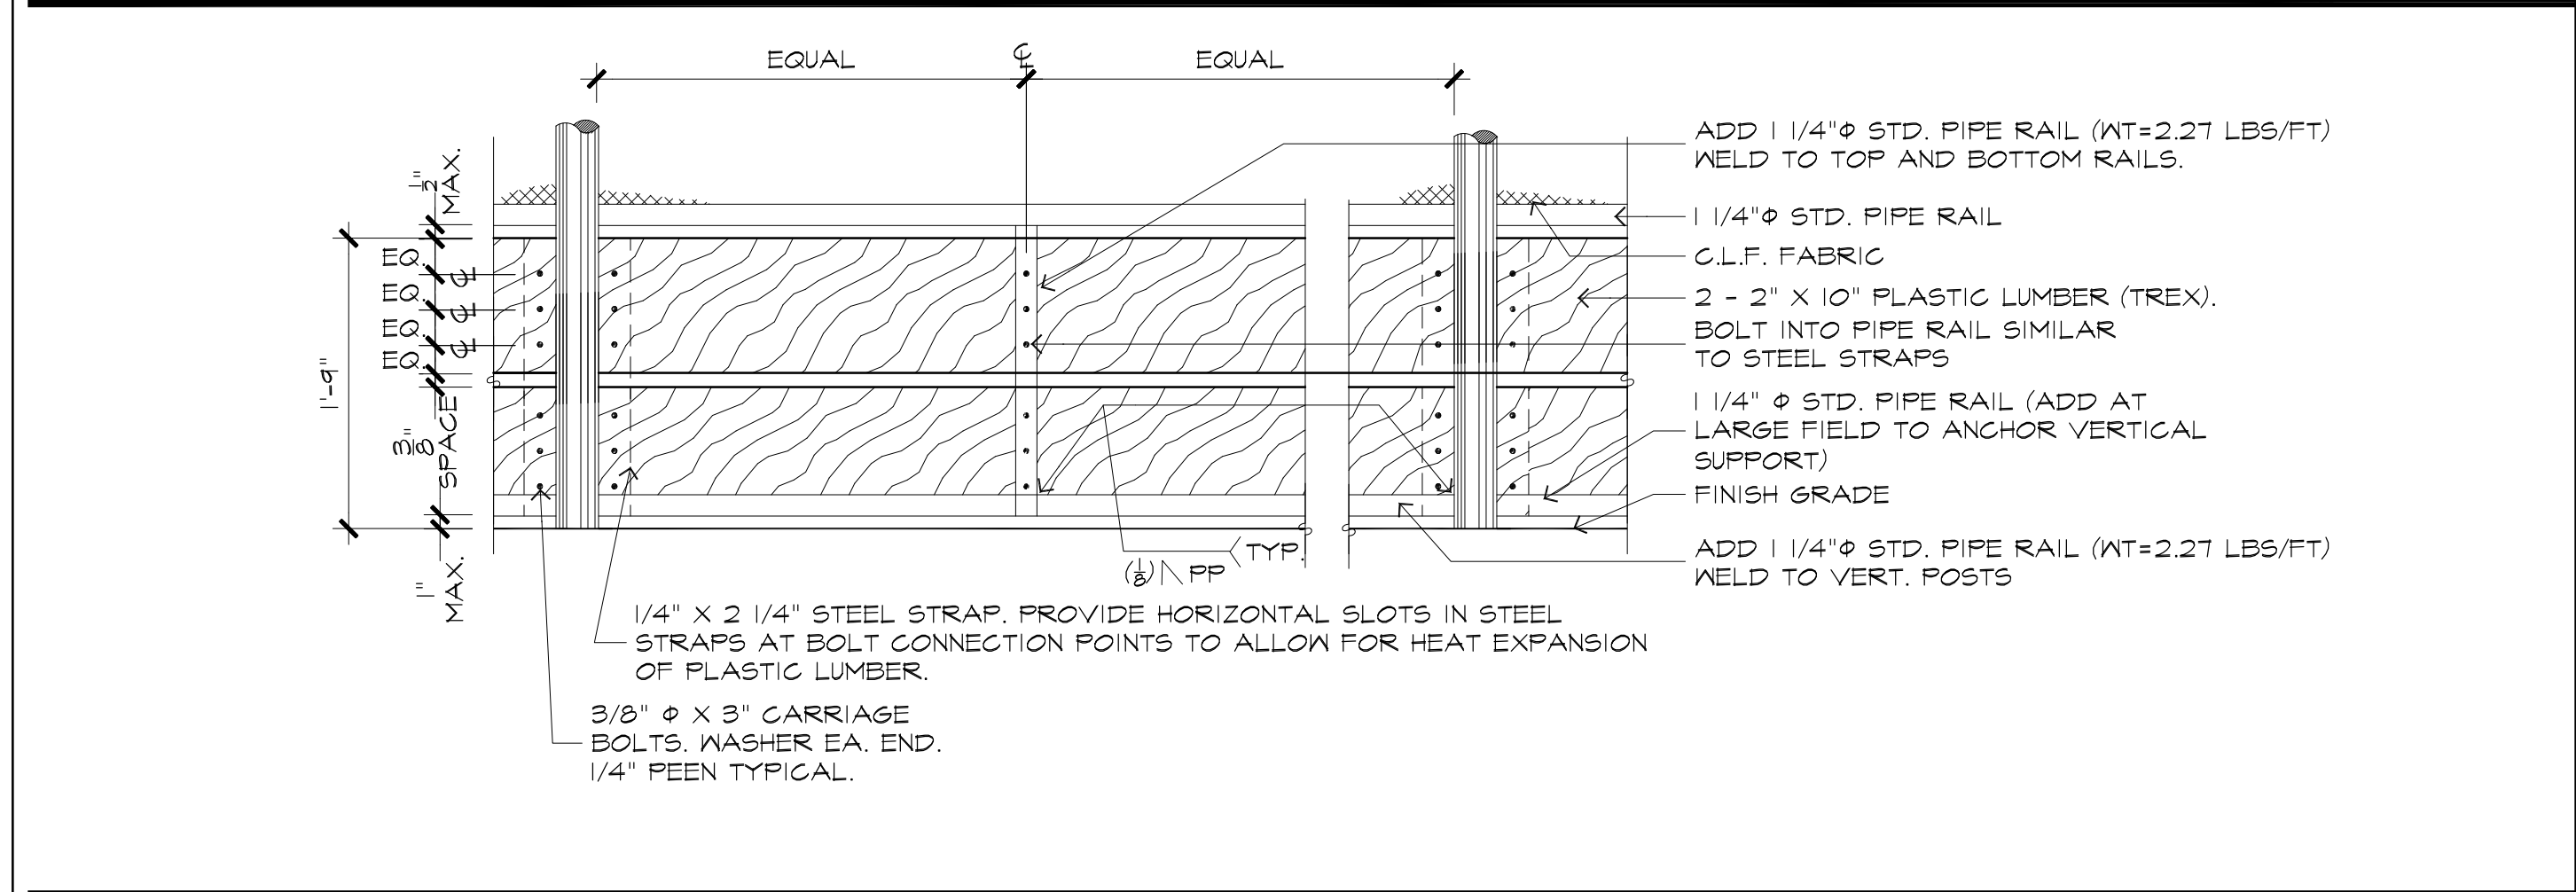 EQUAL
℄
EQUAL
ADD 1 1/4"Φ STD. PIPE RAIL (WT=2.27 LBS/FT)
WELD TO TOP AND BOTTOM RAILS.
1 1/4"Φ STD. PIPE RAIL
C.L.F. FABRIC
2 - 2" X 10" PLASTIC LUMBER (TREX).
BOLT INTO PIPE RAIL SIMILAR
TO STEEL STRAPS
1 1/4" Φ STD. PIPE RAIL (ADD AT
LARGE FIELD TO ANCHOR VERTICAL
SUPPORT)
FINISH GRADE
ADD 1 1/4"Φ STD. PIPE RAIL (WT=2.27 LBS/FT)
WELD TO VERT. POSTS
1/2"
MAX.
EQ.
℄
EQ.
℄
EQ.
℄
EQ.
1'-9"
3/8"
SPACE
1"
MAX.
TYP.
(1/8) PP
1/4" X 2 1/4" STEEL STRAP. PROVIDE HORIZONTAL SLOTS IN STEEL
STRAPS AT BOLT CONNECTION POINTS TO ALLOW FOR HEAT EXPANSION
OF PLASTIC LUMBER.
3/8" Φ X 3" CARRIAGE
BOLTS. WASHER EA. END.
1/4" PEEN TYPICAL.